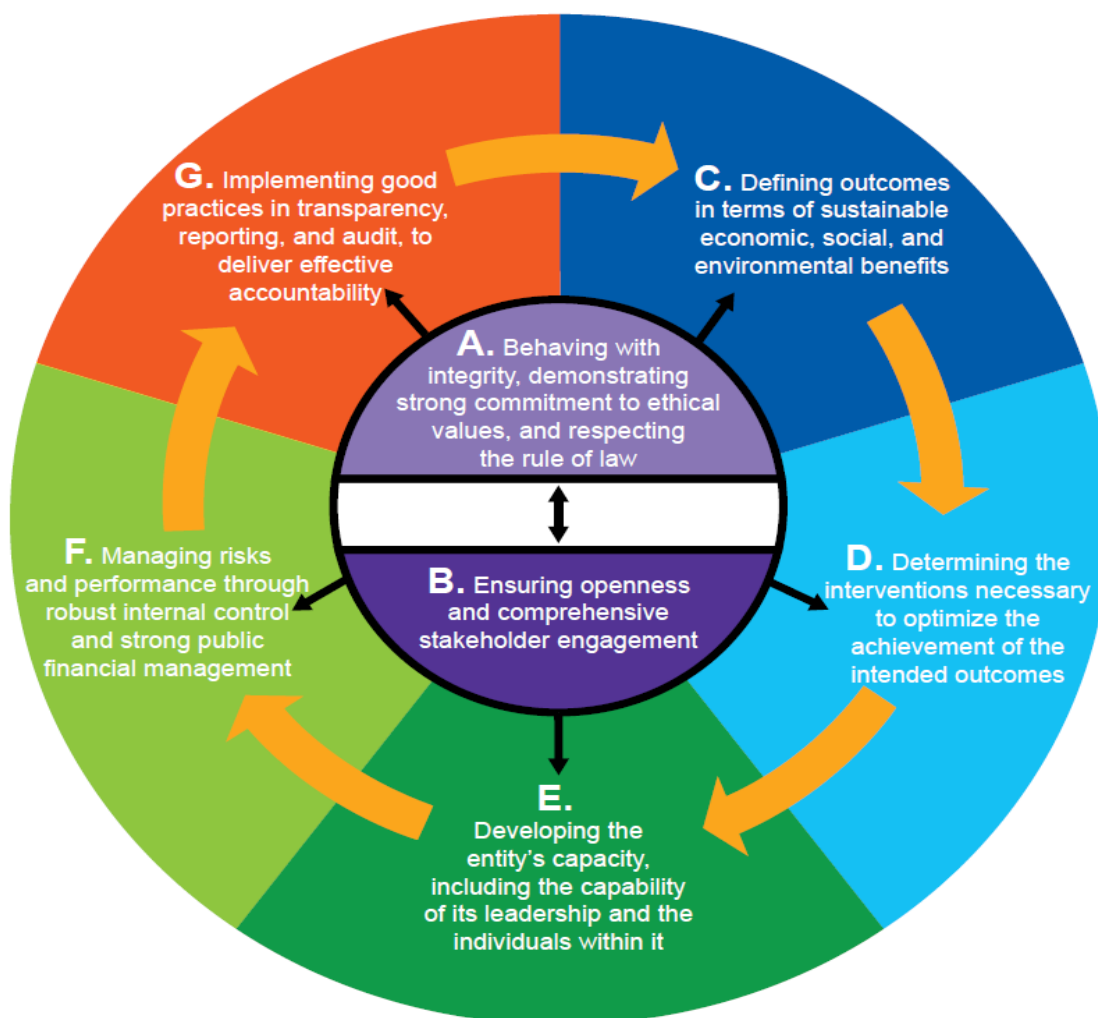 G. Implementing good
practices in transparency,
reporting, and audit, to
deliver effective
accountability
C. Defining outcomes
in terms of sustainable
economic, social, and
environmental benefits
A. Behaving with
integrity, demonstrating
strong commitment to ethical
values, and respecting
the rule of law
F. Managing risks
and performance through
robust internal control
and strong public
financial management
B. Ensuring openness
and comprehensive
stakeholder engagement
D. Determining the
interventions necessary
to optimize the
achievement of the
intended outcomes
E.
Developing the
entity's capacity,
including the capability
of its leadership and the
individuals within it